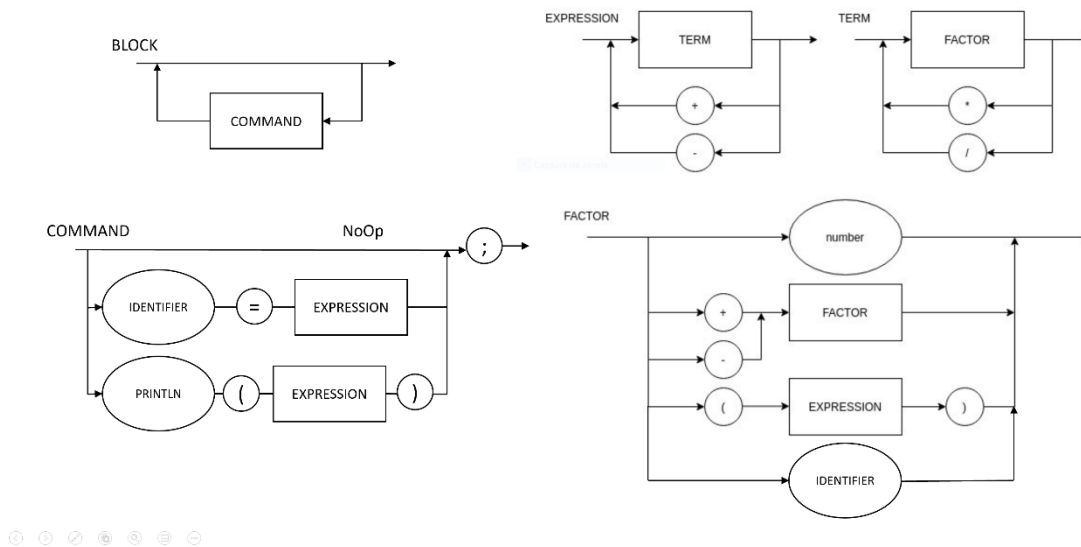 BLOCK
COMMAND
EXPRESSION
TERM
+
-
TERM
FACTOR
*
/
COMMAND
NoOp
;
IDENTIFIER
=
EXPRESSION
PRINTLN
(
EXPRESSION
)
FACTOR
number
+
FACTOR
-
(
EXPRESSION
)
IDENTIFIER